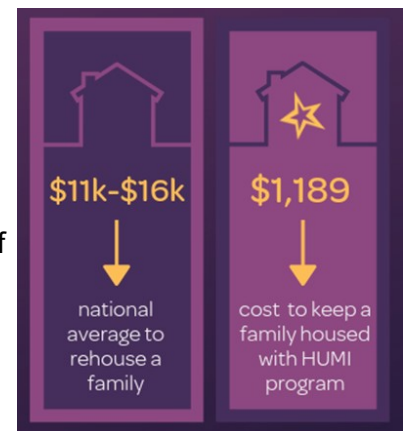 f
$11k-$16k
national
average to
rehouse a
family
$1,189
cost to keep a
family housed
with HUMI
program